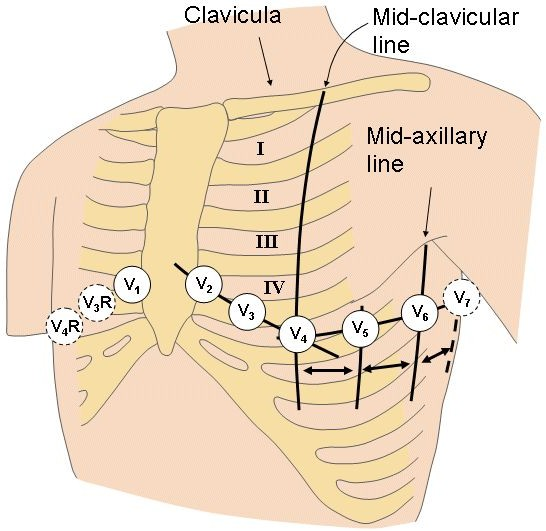 Clavicula
Mid-clavicular
line
Mid-axillary
line
I
II
III
IV
V1
V2
V3
V4
V5
V6
V7
V3R
V4R